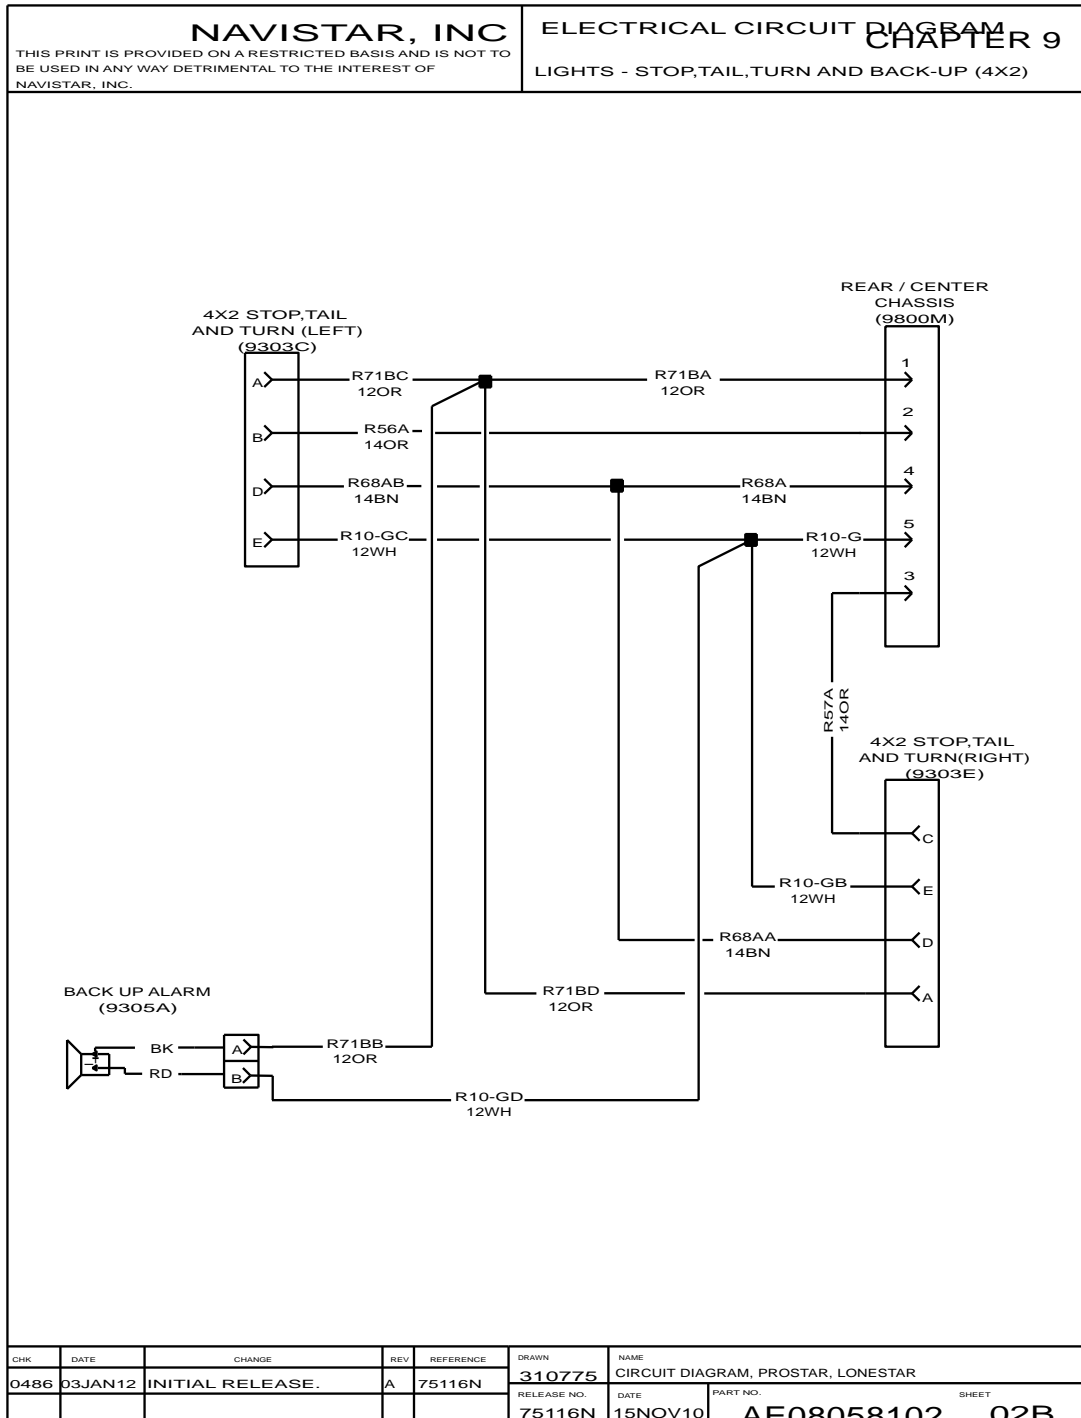 NAVISTAR, INC
THIS PRINT IS PROVIDED ON A RESTRICTED BASIS AND IS NOT TO
BE USED IN ANY WAY DETRIMENTAL TO THE INTEREST OF
NAVISTAR, INC.
ELECTRICAL CIRCUIT DIAGRAM
CHAPTER 9
LIGHTS - STOP,TAIL,TURN AND BACK-UP (4X2)
REAR / CENTER
CHASSIS
(9800M)
4X2 STOP,TAIL
AND TURN (LEFT)
(9303C)
A
R71BC
12OR
R71BA
12OR
1
B
R56A
14OR
2
D
R68AB
14BN
R68A
14BN
4
E
R10-GC
12WH
R10-G
12WH
5
3
R57A
14OR
4X2 STOP,TAIL
AND TURN(RIGHT)
(9303E)
C
R10-GB
12WH
E
R68AA
14BN
D
R71BD
12OR
A
BACK UP ALARM
(9305A)
BK
A
R71BB
12OR
RD
B
R10-GD
12WH
CHK DATE CHANGE REV REFERENCE
0486 03JAN12 INITIAL RELEASE. A 75116N
DRAWN
310775
NAME
CIRCUIT DIAGRAM, PROSTAR, LONESTAR
RELEASE NO.
75116N
DATE
15NOV10
PART NO.
AE08058102
SHEET
02B